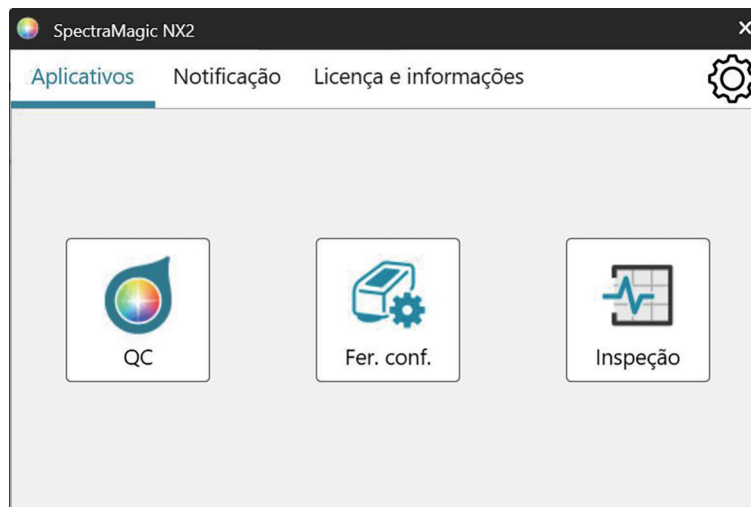 SpectraMagic NX2
Aplicativos Notificação Licença e informações
QC Fer. conf. Inspeção